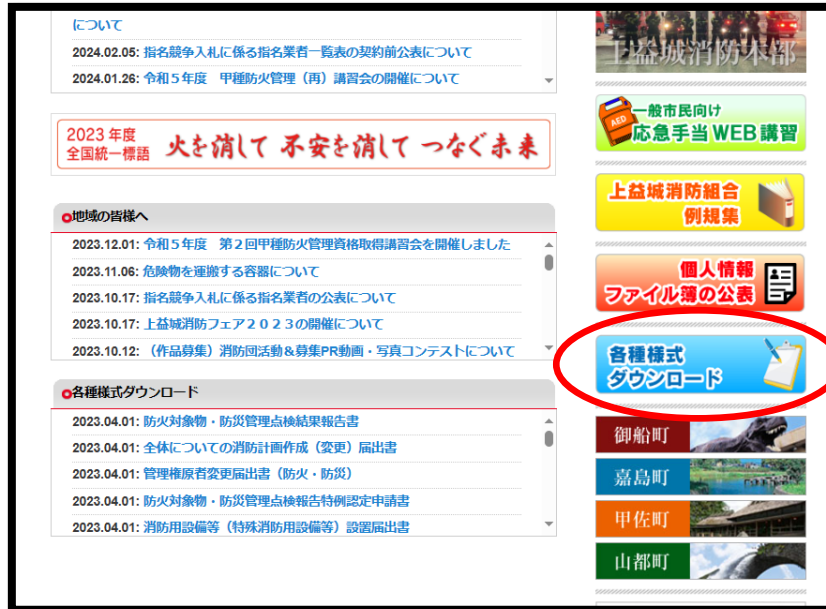 について
2024.02.05: 指名競争入札に係る指名業者一覧表の契約前公表について
2024.01.26: 令和５年度　甲種防火管理（再）講習会の開催について
2023年度
全国統一標語
火を消して 不安を消して つなぐ未来
地域の皆様へ
2023.12.01: 令和５年度　第２回甲種防火管理資格取得講習会を開催しました
2023.11.06: 危険物を運搬する容器について
2023.10.17: 指名競争入札に係る指名業者の公表について
2023.10.17: 上益城消防フェア２０２３の開催について
2023.10.12: （作品募集）消防団活動&募集PR動画・写真コンテストについて
各種様式ダウンロード
2023.04.01: 防火対象物・防災管理点検結果報告書
2023.04.01: 全体についての消防計画作成（変更）届出書
2023.04.01: 管理権原者変更届出書（防火・防災）
2023.04.01: 防火対象物・防災管理点検報告特例認定申請書
2023.04.01: 消防用設備等（特殊消防用設備等）設置届出書
上益城消防本部
AED
一般市民向け
応急手当WEB講習
上益城消防組合
例規集
個人情報
ファイル簿の公表
各種様式
ダウンロード
御船町
嘉島町
甲佐町
山都町